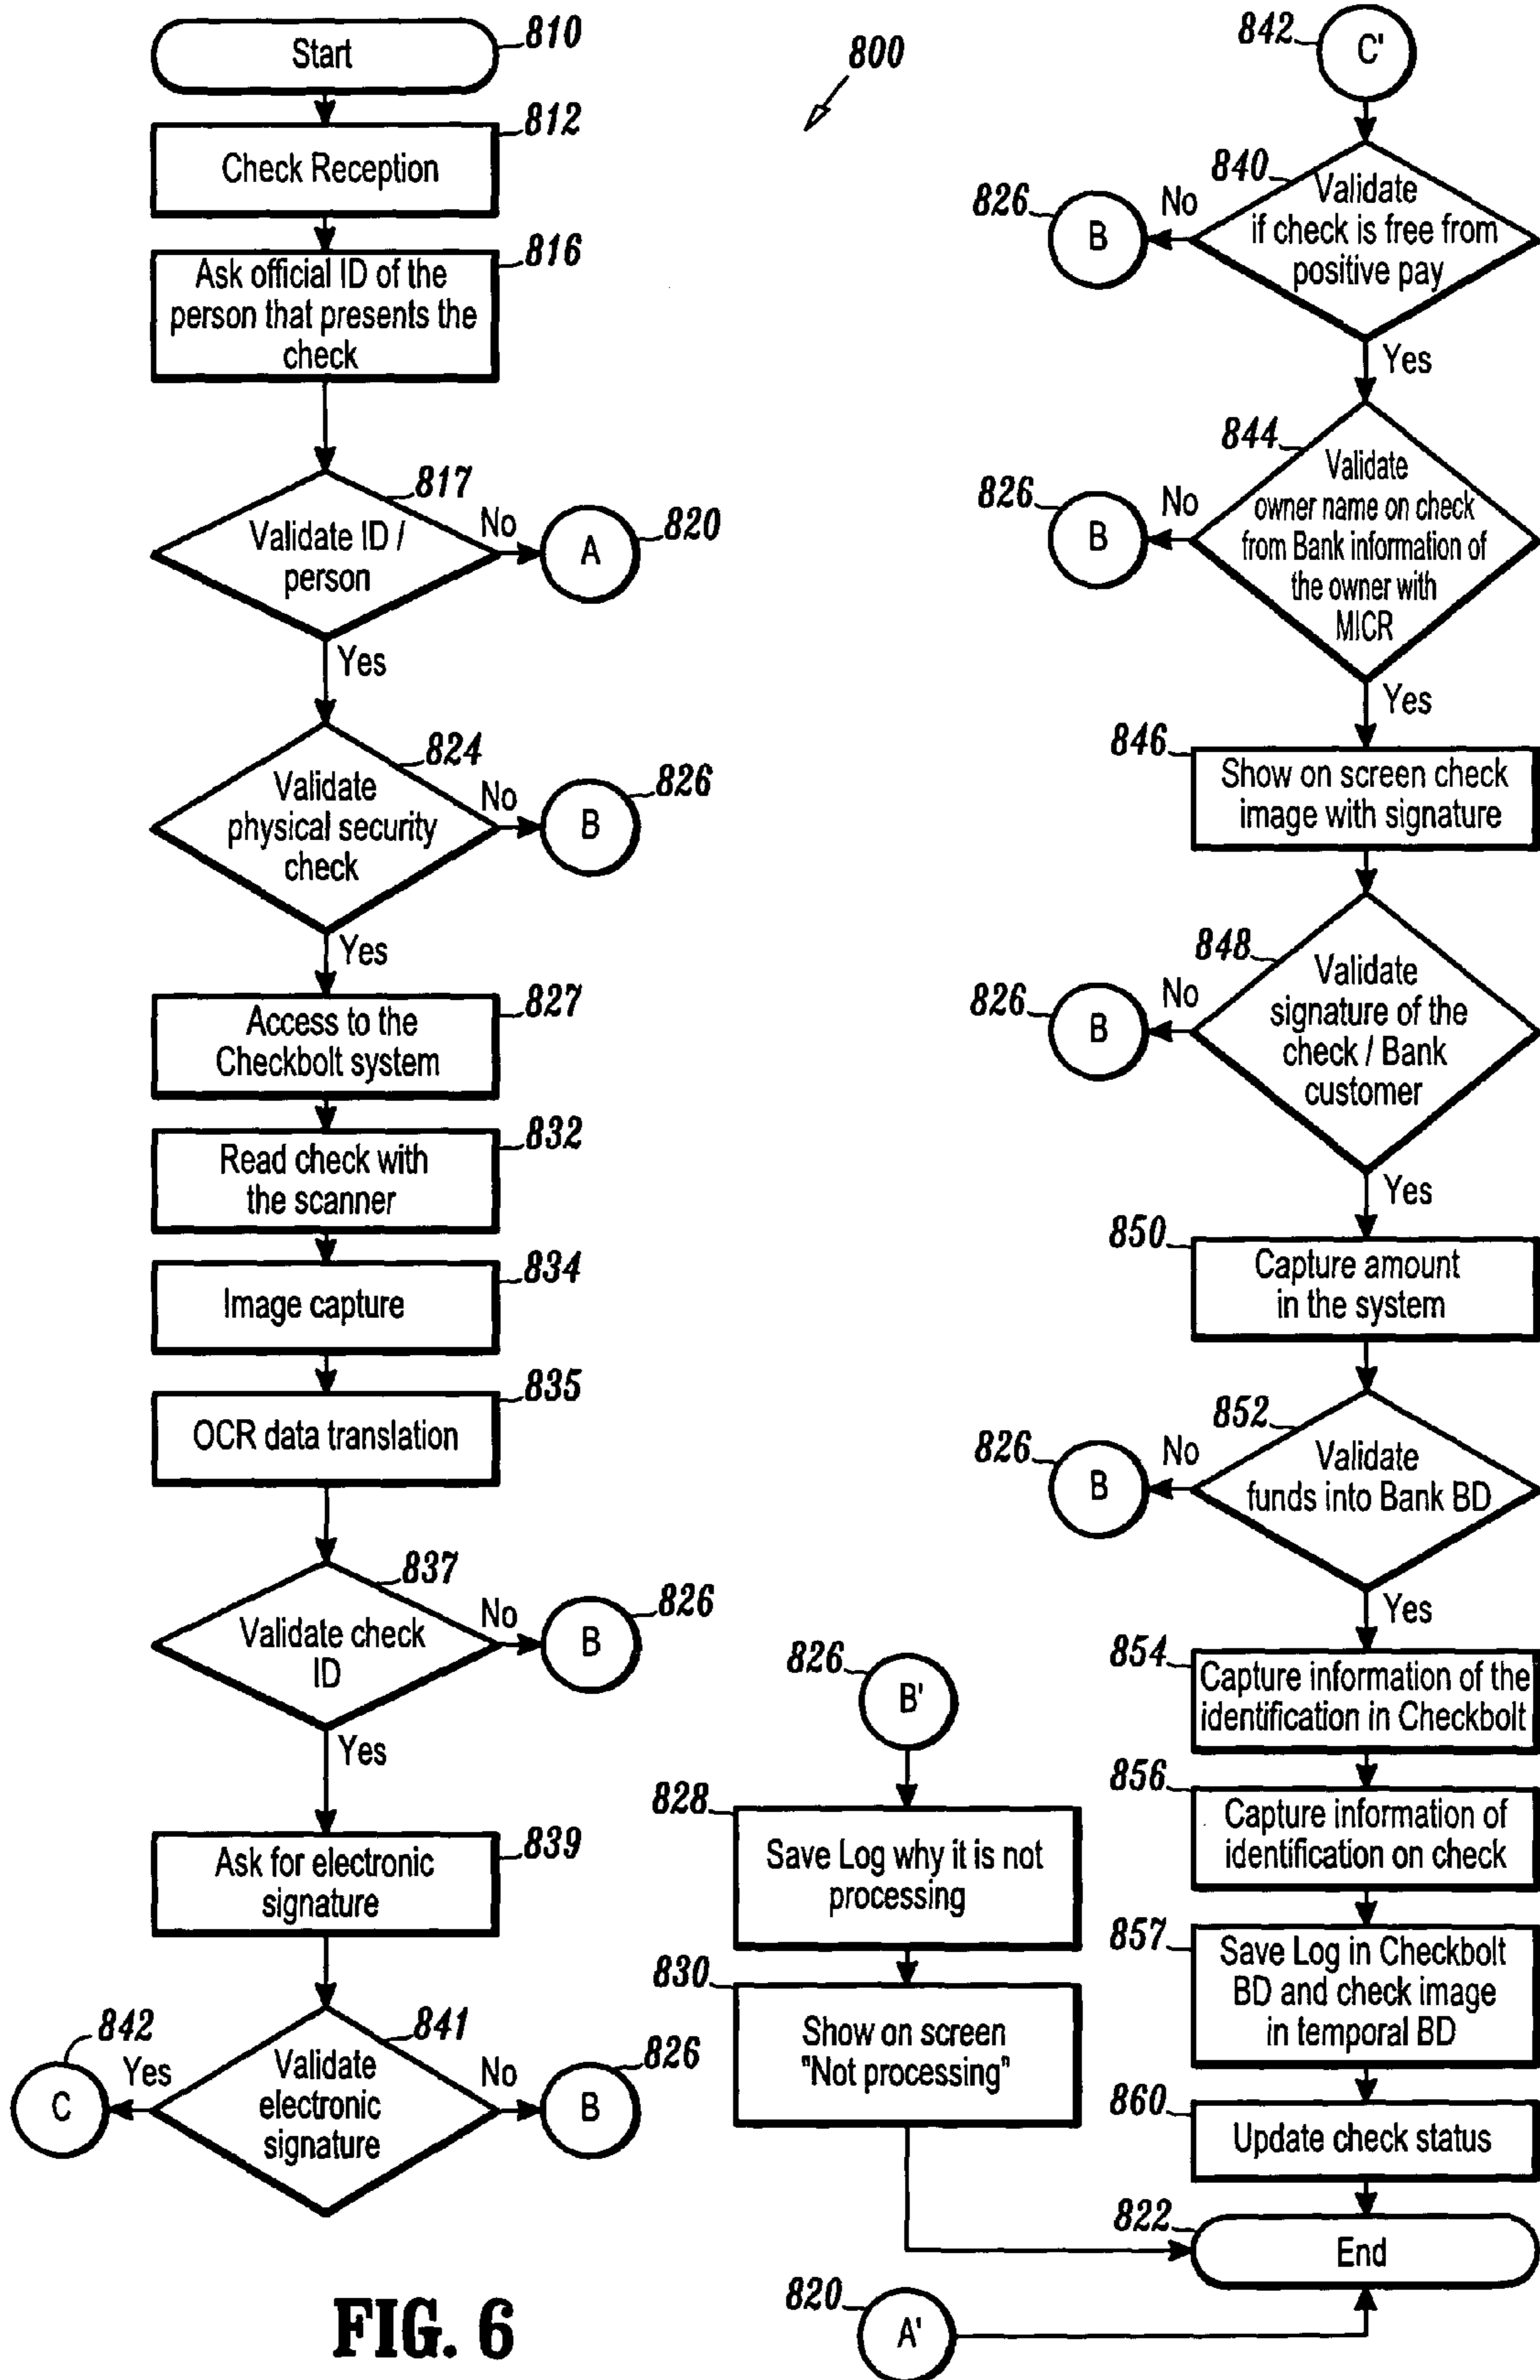 Start
810
800
Check Reception
812
Ask official ID of the
person that presents the
check
816
Validate ID /
person
817
No
A
820
Yes
Validate
physical security
check
824
No
B
826
Yes
Access to the
Checkbolt system
827
Read check with
the scanner
832
Image capture
834
OCR data translation
835
Validate check
ID
837
No
B
826
Yes
Ask for electronic
signature
839
Validate
electronic
signature
841
Yes
C
842
No
B
826
842
C'
840
Validate
if check is free from
positive pay
No
826
B
Yes
844
Validate
owner name on check
from Bank information of
the owner with
MICR
No
826
B
Yes
846
Show on screen check
image with signature
848
Validate
signature of the
check / Bank
customer
No
826
B
Yes
850
Capture amount
in the system
852
Validate
funds into Bank BD
No
826
B
Yes
854
Capture information of the
identification in Checkbolt
856
Capture information of
identification on check
857
Save Log in Checkbolt
BD and check image
in temporal BD
860
Update check status
822
End
826
B'
828
Save Log why it is not
processing
830
Show on screen
"Not processing"
820
A'
FIG. 6